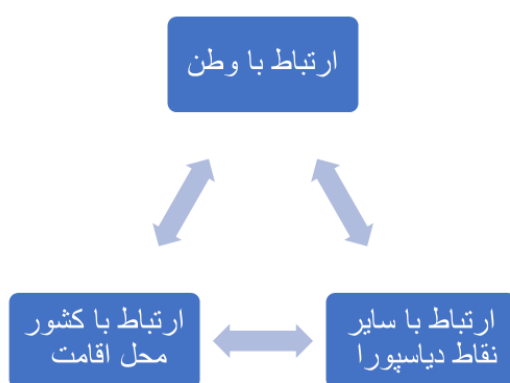 ارتباط با وطن
ارتباط با سایر
نقاط دیاسپورا
ارتباط با کشور
محل اقامت